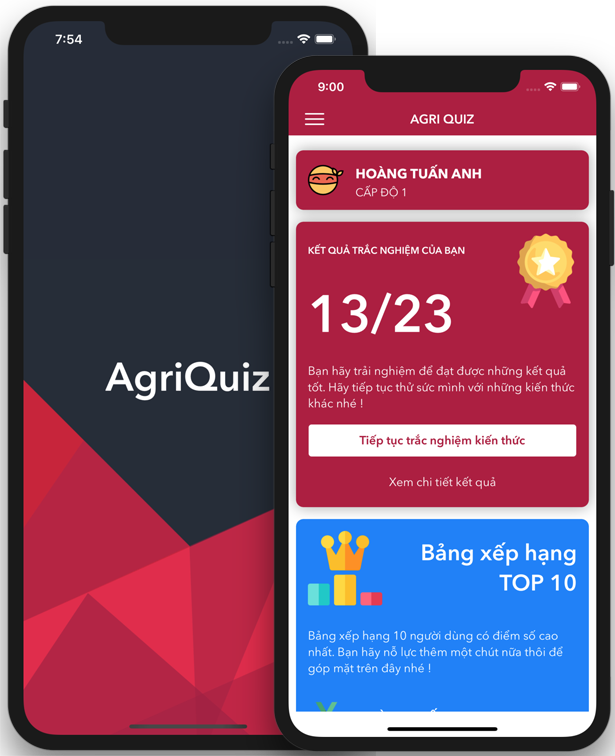 7:54
AgriQuiz
9:00
AGRI QUIZ
HOÀNG TUẤN ANH
CẤP ĐỘ 1
KẾT QUẢ TRẮC NGHIỆM CỦA BẠN
13/23
Bạn hãy trải nghiệm để đạt được những kết quả
tốt. Hãy tiếp tục thử sức mình với những kiến thức
khác nhé !
Tiếp tục trắc nghiệm kiến thức
Xem chi tiết kết quả
Bảng xếp hạng
TOP 10
Bảng xếp hạng 10 người dùng có điểm số cao
nhất. Bạn hãy nỗ lực thêm một chút nữa thôi để
góp mặt trên đây nhé !